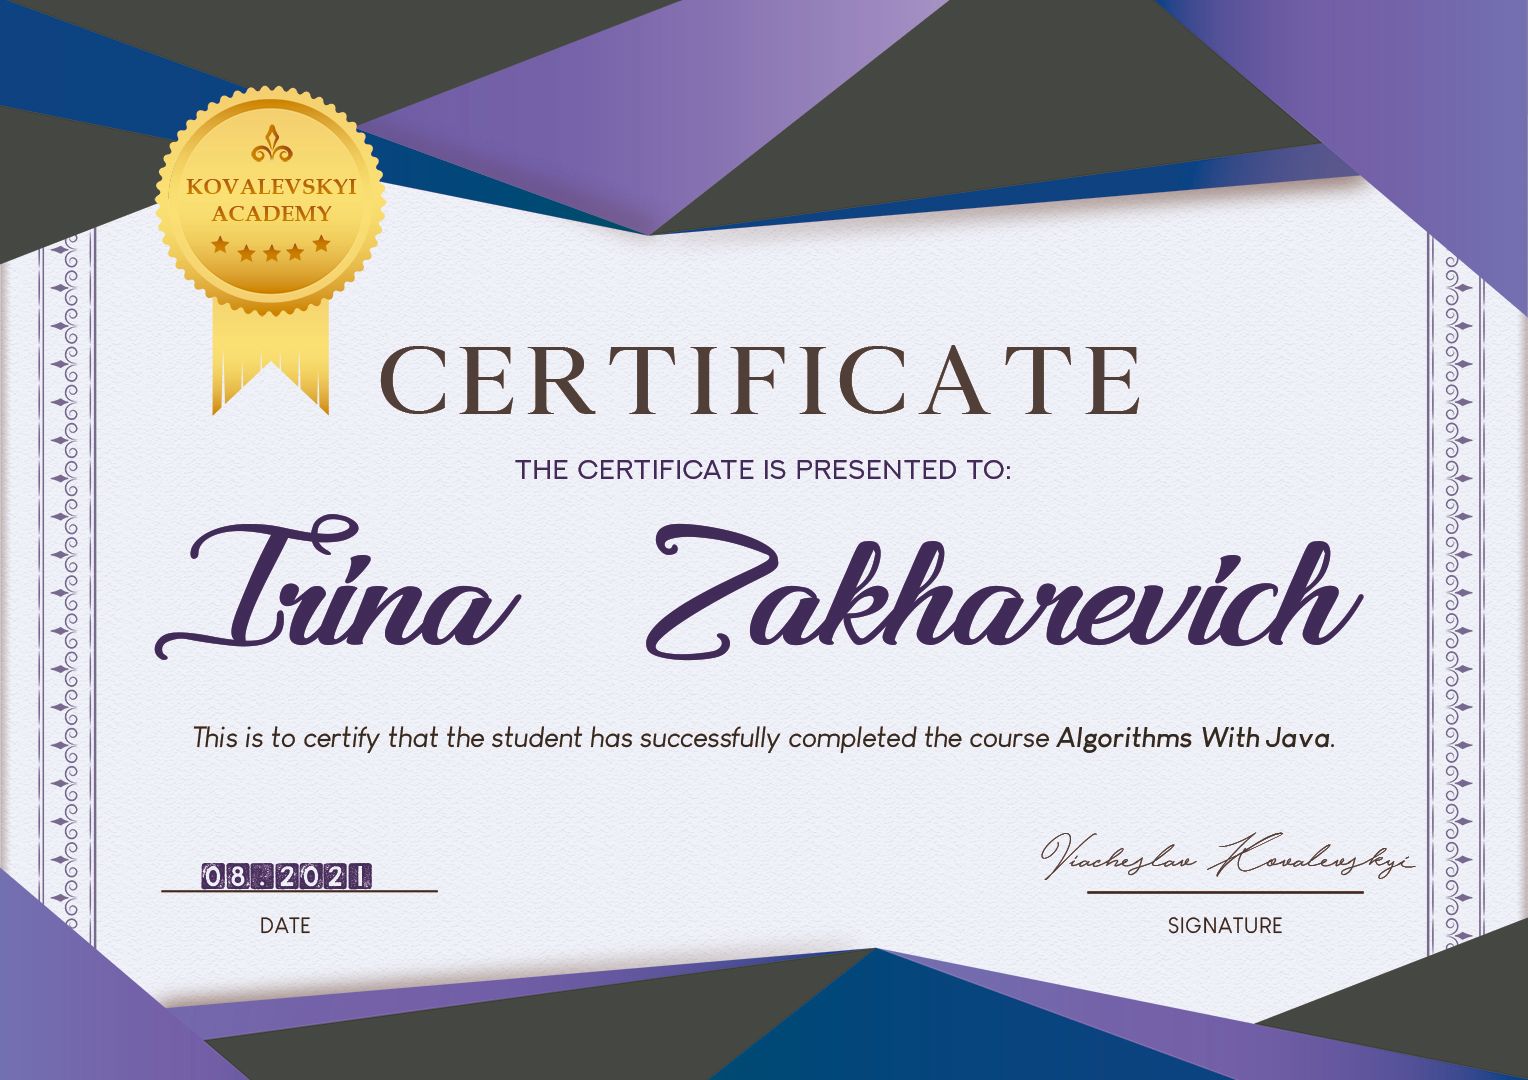 KOVALEVSKYI
ACADEMY
CERTIFICATE
THE CERTIFICATE IS PRESENTED TO:
Irina Zakharevich
This is to certify that the student has successfully completed the course Algorithms With Java.
08.2021
Viacheslav Kovalevskyi
DATE
SIGNATURE